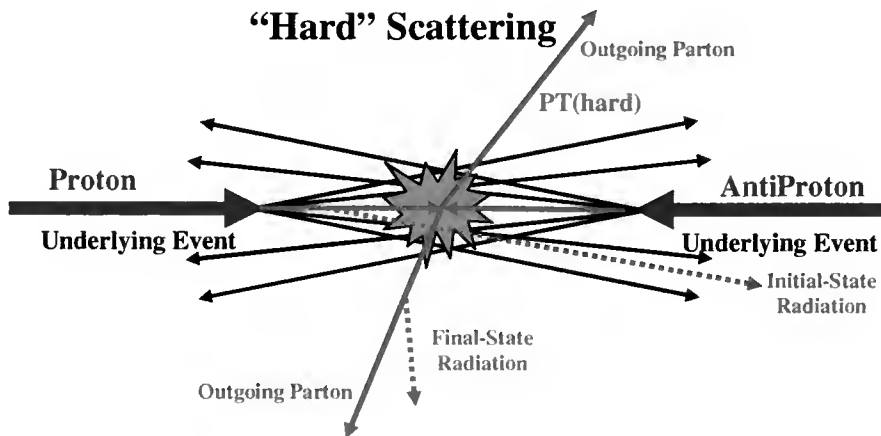 “Hard” Scattering
Outgoing Parton
PT(hard)
Proton
AntiProton
Underlying Event
Underlying Event
Initial-State
Radiation
Final-State
Radiation
Outgoing Parton